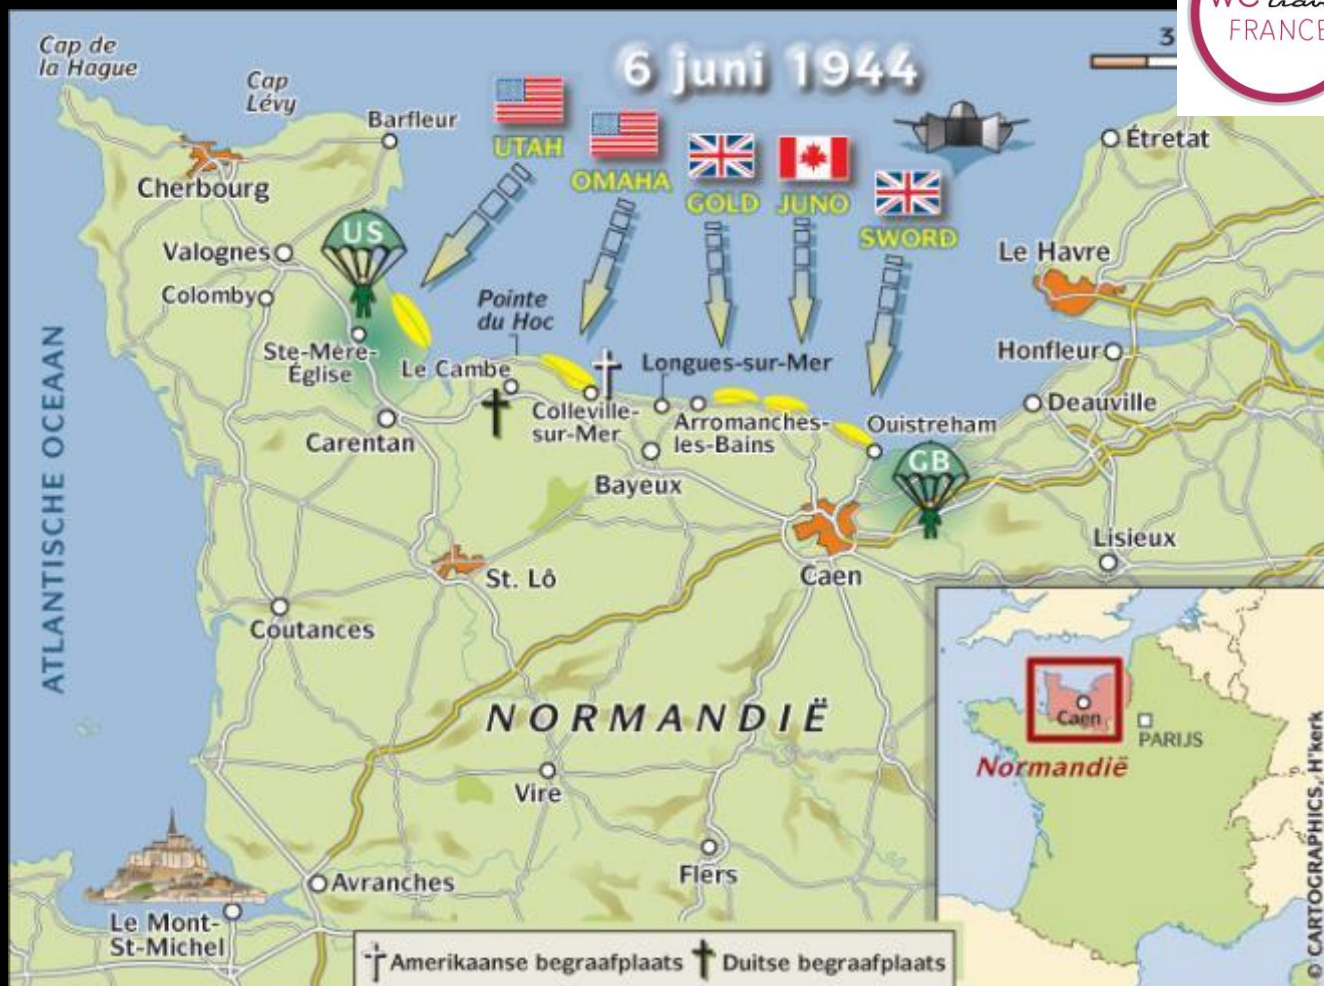 Cap de
la Hague
Cap
Lévy
Barfleur
6 juni 1944
3
FRANCE
UTAH
OMAHA
GOLD
JUNO
SWORD
Étretat
Cherbourg
US
Valognes
Le Havre
Colomby
Pointe
du Hoc
Ste-Mère-
Église
Le Cambe
Longues-sur-Mer
Honfleur
Deauville
Carentan
Colleville-
sur-Mer
Arromanches-
les-Bains
Ouistreham
GB
Bayeux
ATLANTISCHE OCEAAN
St. Lô
Caen
Lisieux
Coutances
NORMANDIË
Caen
PARIJS
Normandië
Vire
Flers
Avranches
Le Mont-
St-Michel
Amerikaanse begraafplaats
Duitse begraafplaats
© CARTOGRAPHICS, H'kerk